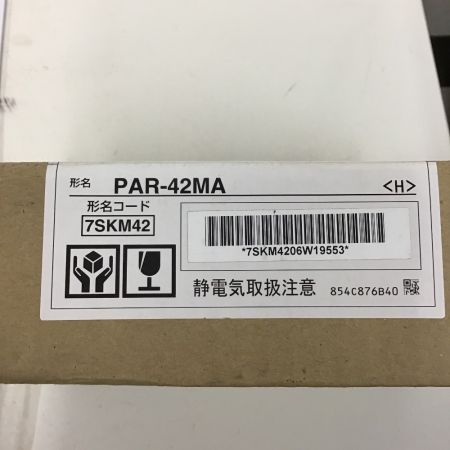 形名 PAR-42MA <H>
形名コード
7SKM42
*7SKM4206W19553*
静電気取扱注意 854C876B40